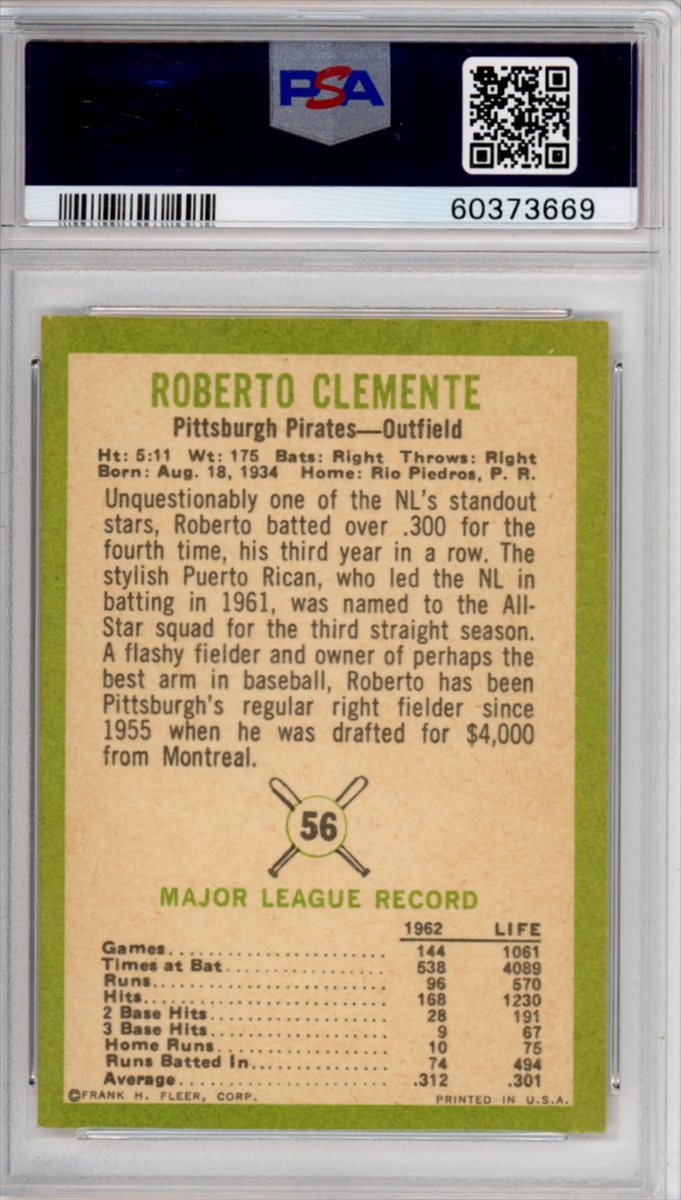 PSA
60373669
ROBERTO CLEMENTE
Pittsburgh Pirates—Outfield
Ht: 5:11 Wt: 175 Bats: Right Throws: Right
Born: Aug. 18, 1934 Home: Rio Piedros, P. R.
Unquestionably one of the NL's standout
stars, Roberto batted over .300 for the
fourth time, his third year in a row. The
stylish Puerto Rican, who led the NL in
batting in 1961, was named to the All-
Star squad for the third straight season.
A flashy fielder and owner of perhaps the
best arm in baseball, Roberto has been
Pittsburgh's regular right fielder since
1955 when he was drafted for $4,000
from Montreal.
56
MAJOR LEAGUE RECORD
1962 LIFE
Games 144 1061
Times at Bat 538 4089
Runs 96 570
Hits 168 1230
2 Base Hits 28 191
3 Base Hits 9 67
Home Runs 10 75
Runs Batted In 74 494
Average .312 .301
©FRANK H. FLEER, CORP. PRINTED IN U.S.A.